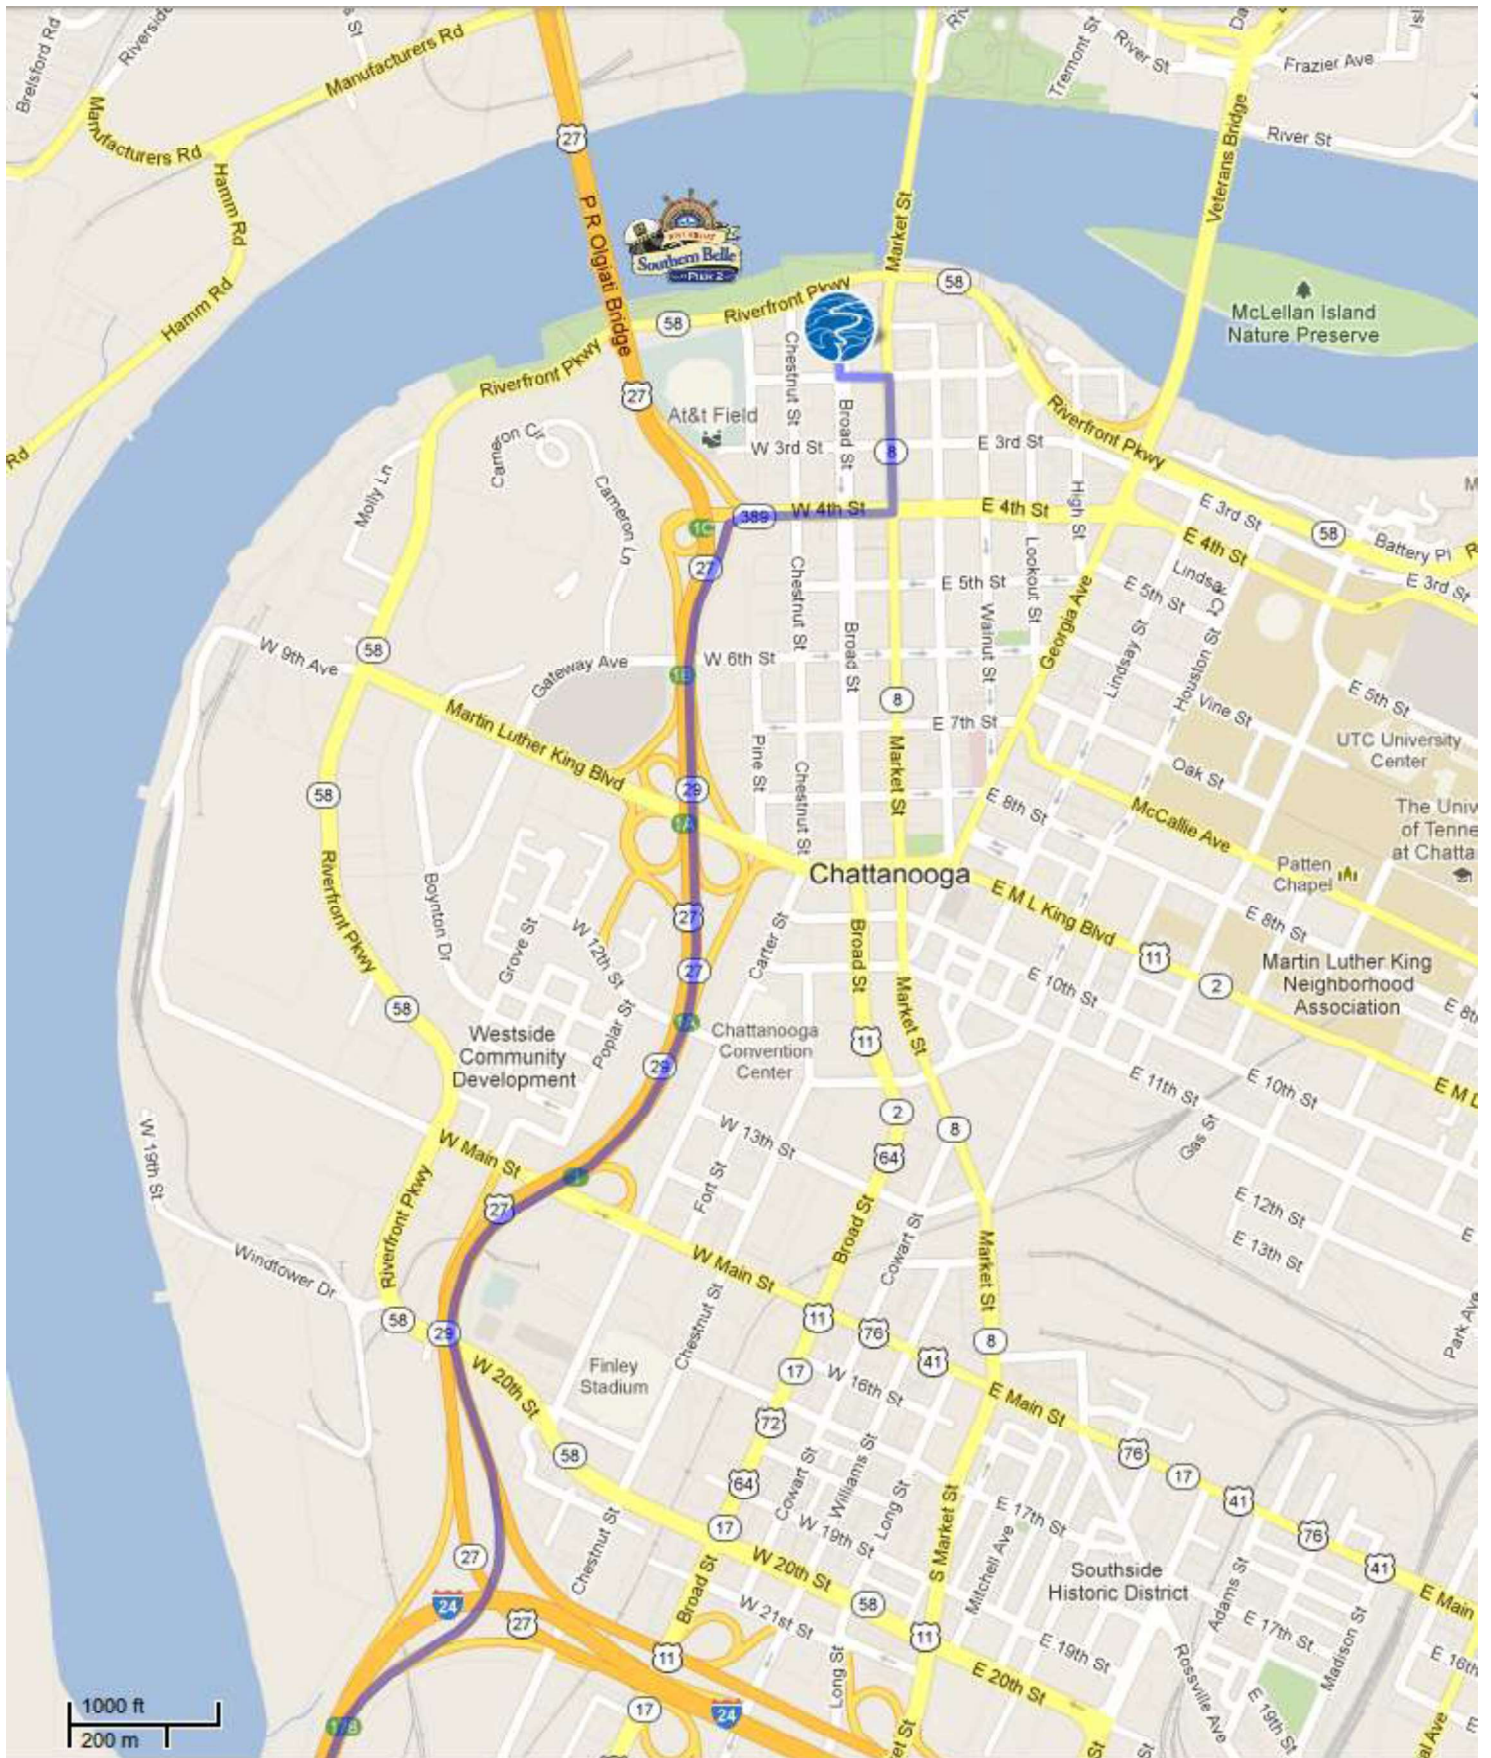 Brelsford Rd
Riverside
s St
Manufacturers Rd
Manufacturers Rd
Hamm Rd
Hamm Rd
Rd
27
P R Olgiati Bridge
Southern Belle
Pier 2
Market St
Tremont St
River St
Frazier Ave
River St
Veterans Bridge
McLellan Island
Nature Preserve
58
Riverfront Pkwy
58
Riverfront Pkwy
27
At&t Field
Chestnut St
Broad St
W 3rd St
E 3rd St
8
Riverfront Pkwy
Cameron Cir
Cameron Ln
Molly Ln
1C
389
W 4th St
E 4th St
High St
E 3rd St
58
Battery Pl
E 3rd St
E 4th St
27
Chestnut St
E 5th St
Lookout St
Walnut St
Georgia Ave
E 5th St
Lindsay Ct
Lindsay St
Houston St
W 9th Ave
58
Gateway Ave
1B
W 6th St
Broad St
8
E 7th St
Vine St
E 5th St
UTC University
Center
Martin Luther King Blvd
Pine St
Chestnut St
Market St
Oak St
58
29
1A
E 8th St
McCallie Ave
The Univ
of Tenne
at Chatta
Chattanooga
Patten
Chapel
Riverfront Pkwy
Boynton Dr
Grove St
W 12th St
27
Carter St
Broad St
E M L King Blvd
11
2
E 8th St
Martin Luther King
Neighborhood
Association
27
58
1A
Poplar St
Chattanooga
Convention
Center
Market St
E 10th St
E 8th
11
Westside
Community
Development
29
2
8
64
E 11th St
E 10th St
E M L
Gas St
W 19th St
W Main St
W 13th St
Fort St
27
E 12th St
E 13th St
Riverfront Pkwy
Windtower Dr
W Main St
Broad St
Cowart St
Market St
Park Ave
58
29
Chestnut St
11
76
41
8
W 20th St
Finley
Stadium
17
W 16th St
E Main St
72
58
64
Cowart St
Williams St
Long St
S Market St
76
17
41
76
41
E Main
17
W 19th St
E 17th St
Mitchell Ave
27
Chestnut St
W 20th St
Southside
Historic District
24
27
Broad St
58
W 21st St
11
11
E 19th St
Adams St
E 17th St
Madison St
E 16th
E 20th St
Rossville Ave
E 19th St
Long St
17
24
1000 ft
200 m